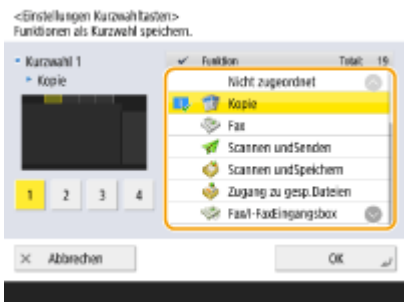 <Einstellungen Kurzwahltasten>
Funktionen als Kurzwahl speichern.
Kurzwahl 1
Kopie
Funktion Total: 19
Nicht zugeordnet
Kopie
Fax
Scannen undSenden
Scannen undSpeichern
Zugang zu gesp.Dateien
Fax/I-FaxEingangsbox
1 2 3 4
Abbrechen
OK